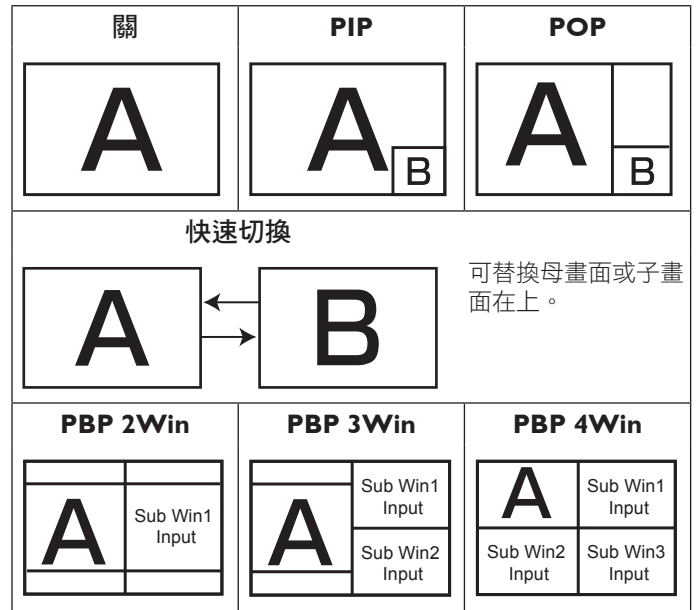 關 PIP POP
A A B A B
快速切換
A B
可替換母畫面或子畫
面在上。
PBP 2Win PBP 3Win PBP 4Win
A Sub Win1
Input
A Sub Win1
Input
Sub Win2
Input
A Sub Win1
Input
Sub Win2
Input
Sub Win3
Input